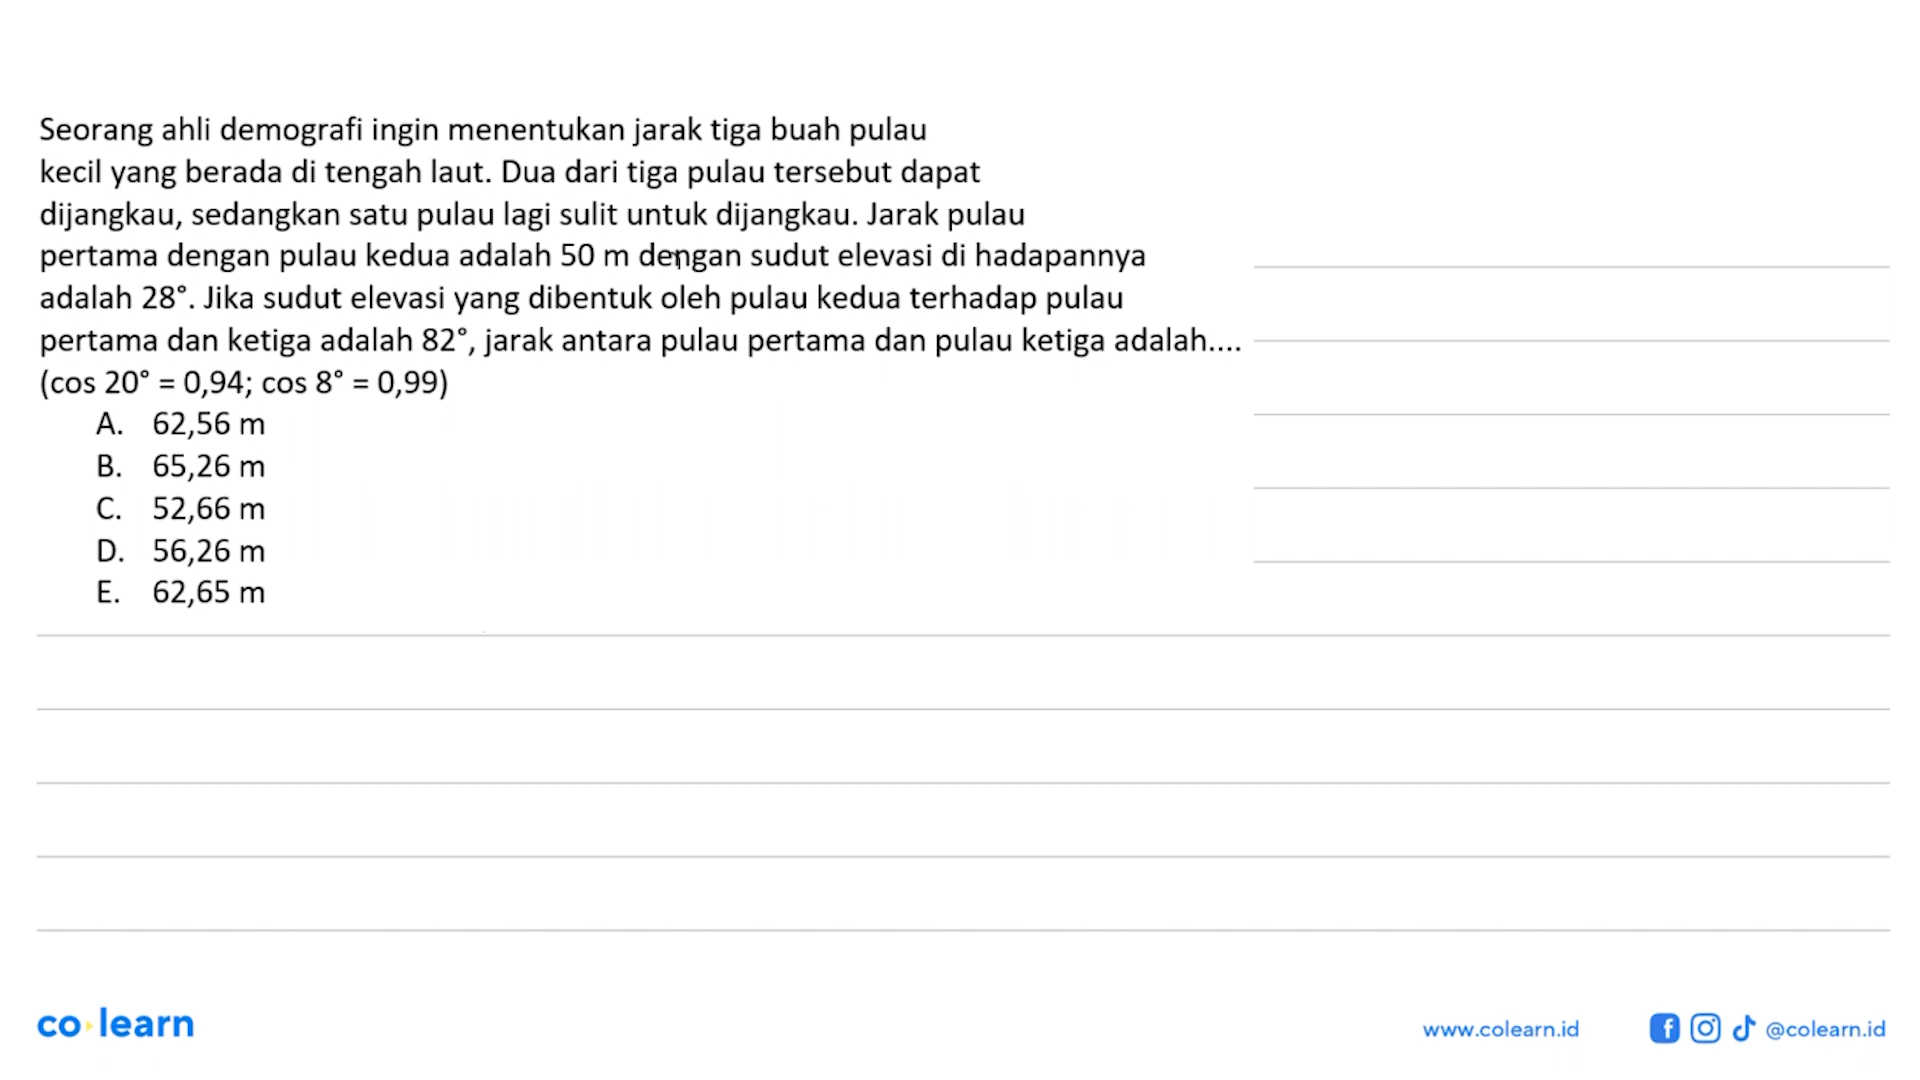 Seorang ahli demografi ingin menentukan jarak tiga buah pulau
kecil yang berada di tengah laut. Dua dari tiga pulau tersebut dapat
dijangkau, sedangkan satu pulau lagi sulit untuk dijangkau. Jarak pulau
pertama dengan pulau kedua adalah 50 m dengan sudut elevasi di hadapannya
adalah 28°. Jika sudut elevasi yang dibentuk oleh pulau kedua terhadap pulau
pertama dan ketiga adalah 82°, jarak antara pulau pertama dan pulau ketiga adalah....
(cos 20° = 0,94; cos 8° = 0,99)
A. 62,56 m
B. 65,26 m
C. 52,66 m
D. 56,26 m
E. 62,65 m
co learn
www.colearn.id
@colearn.id